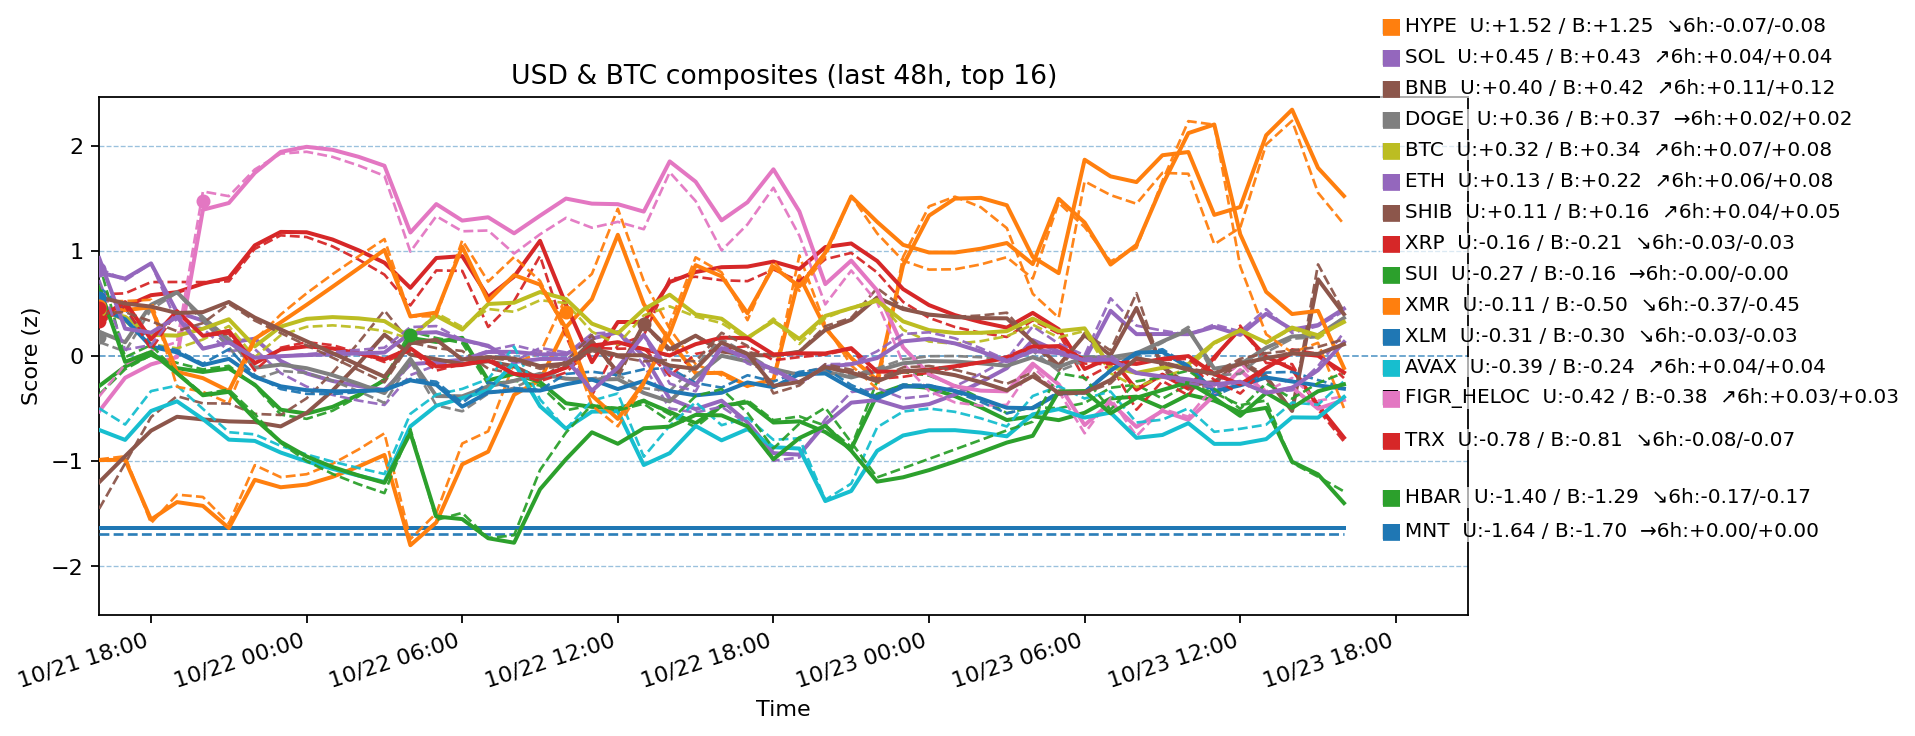 USD & BTC composites (last 48h, top 16)
HYPE  U:+1.52 / B:+1.25  ↘6h:-0.07/-0.08
SOL  U:+0.45 / B:+0.43  ↗6h:+0.04/+0.04
BNB  U:+0.40 / B:+0.42  ↗6h:+0.11/+0.12
DOGE  U:+0.36 / B:+0.37  →6h:+0.02/+0.02
BTC  U:+0.32 / B:+0.34  ↗6h:+0.07/+0.08
ETH  U:+0.13 / B:+0.22  ↗6h:+0.06/+0.08
SHIB  U:+0.11 / B:+0.16  ↗6h:+0.04/+0.05
XRP  U:-0.16 / B:-0.21  ↘6h:-0.03/-0.03
SUI  U:-0.27 / B:-0.16  →6h:-0.00/-0.00
XMR  U:-0.11 / B:-0.50  ↘6h:-0.37/-0.45
XLM  U:-0.31 / B:-0.30  ↘6h:-0.03/-0.03
AVAX  U:-0.39 / B:-0.24  ↗6h:+0.04/+0.04
FIGR_HELOC  U:-0.42 / B:-0.38  ↗6h:+0.03/+0.03
TRX  U:-0.78 / B:-0.81  ↘6h:-0.08/-0.07
HBAR  U:-1.40 / B:-1.29  ↘6h:-0.17/-0.17
MNT  U:-1.64 / B:-1.70  →6h:+0.00/+0.00
Score (z)
2
1
0
−1
−2
10/21 18:00
10/22 00:00
10/22 06:00
10/22 12:00
10/22 18:00
10/23 00:00
10/23 06:00
10/23 12:00
10/23 18:00
Time